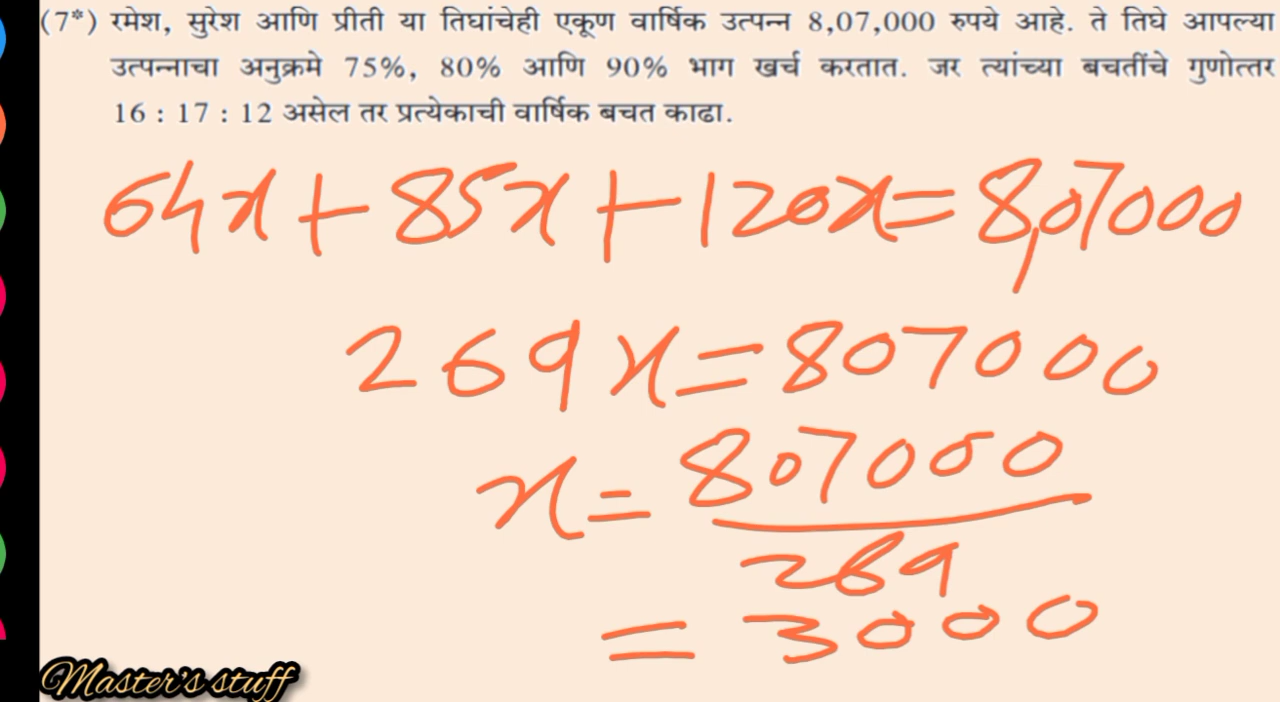 (7*) रमेश, सुरेश आणि प्रीती या तिघांचेही एकूण वार्षिक उत्पन्न 8,07,000 रुपये आहे. ते तिघे आपल्या
उत्पन्नाचा अनुक्रमे 75%, 80% आणि 90% भाग खर्च करतात. जर त्यांच्या बचतींचे गुणोत्तर
16 : 17 : 12 असेल तर प्रत्येकाची वार्षिक बचत काढा.
64x + 85x + 120x = 8,07000
269x = 807000
x = 807000
269
= 3000
Master's stuff